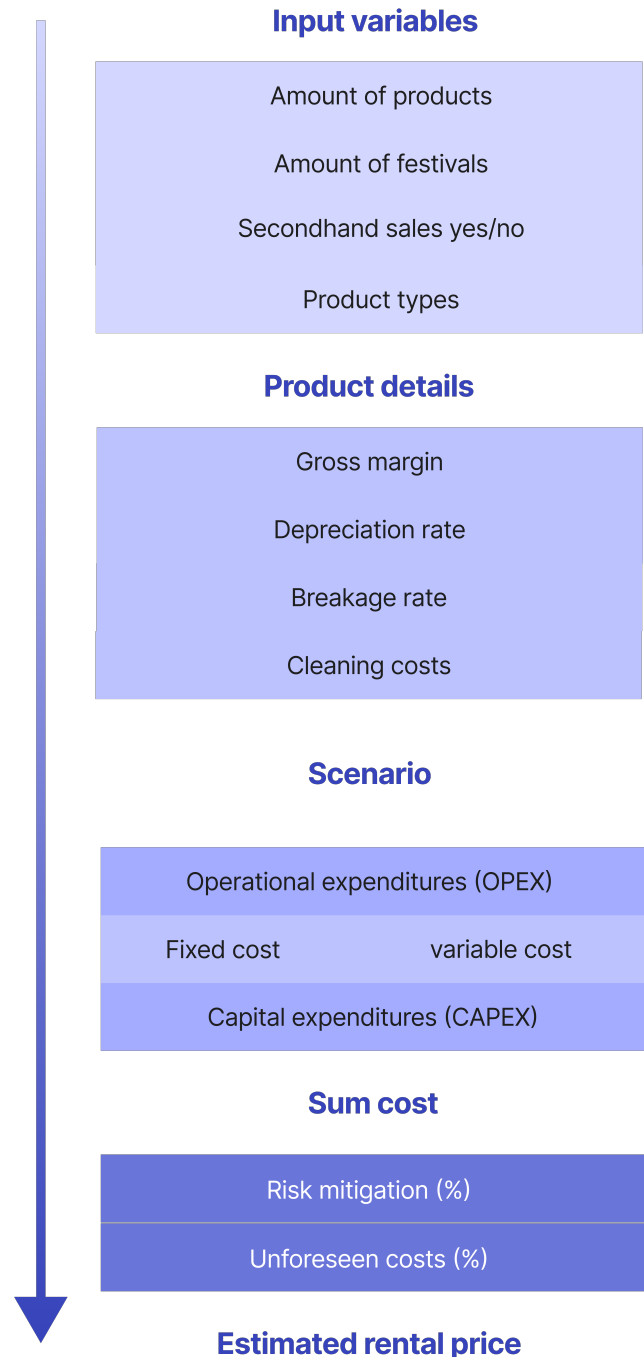 Input variables
Amount of products
Amount of festivals
Secondhand sales yes/no
Product types
Product details
Gross margin
Depreciation rate
Breakage rate
Cleaning costs
Scenario
Operational expenditures (OPEX)
Fixed cost variable cost
Capital expenditures (CAPEX)
Sum cost
Risk mitigation (%)
Unforeseen costs (%)
Estimated rental price